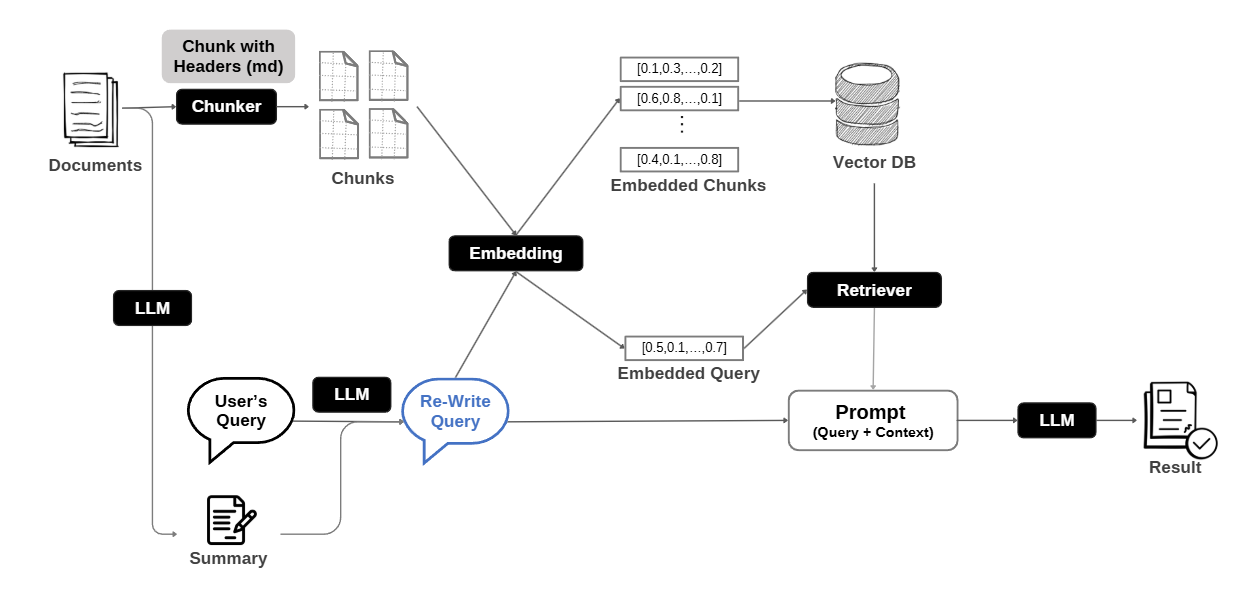 Chunk with
Headers (md)
Chunker
Documents
Chunks
[0.1,0.3,...,0.2]
[0.6,0.8,...,0.1]
⋮
[0.4,0.1,...,0.8]
Embedded Chunks
Vector DB
Embedding
Retriever
LLM
[0.5,0.1,...,0.7]
Embedded Query
User's
Query
LLM
Re-Write
Query
Prompt
(Query + Context)
LLM
Result
Summary